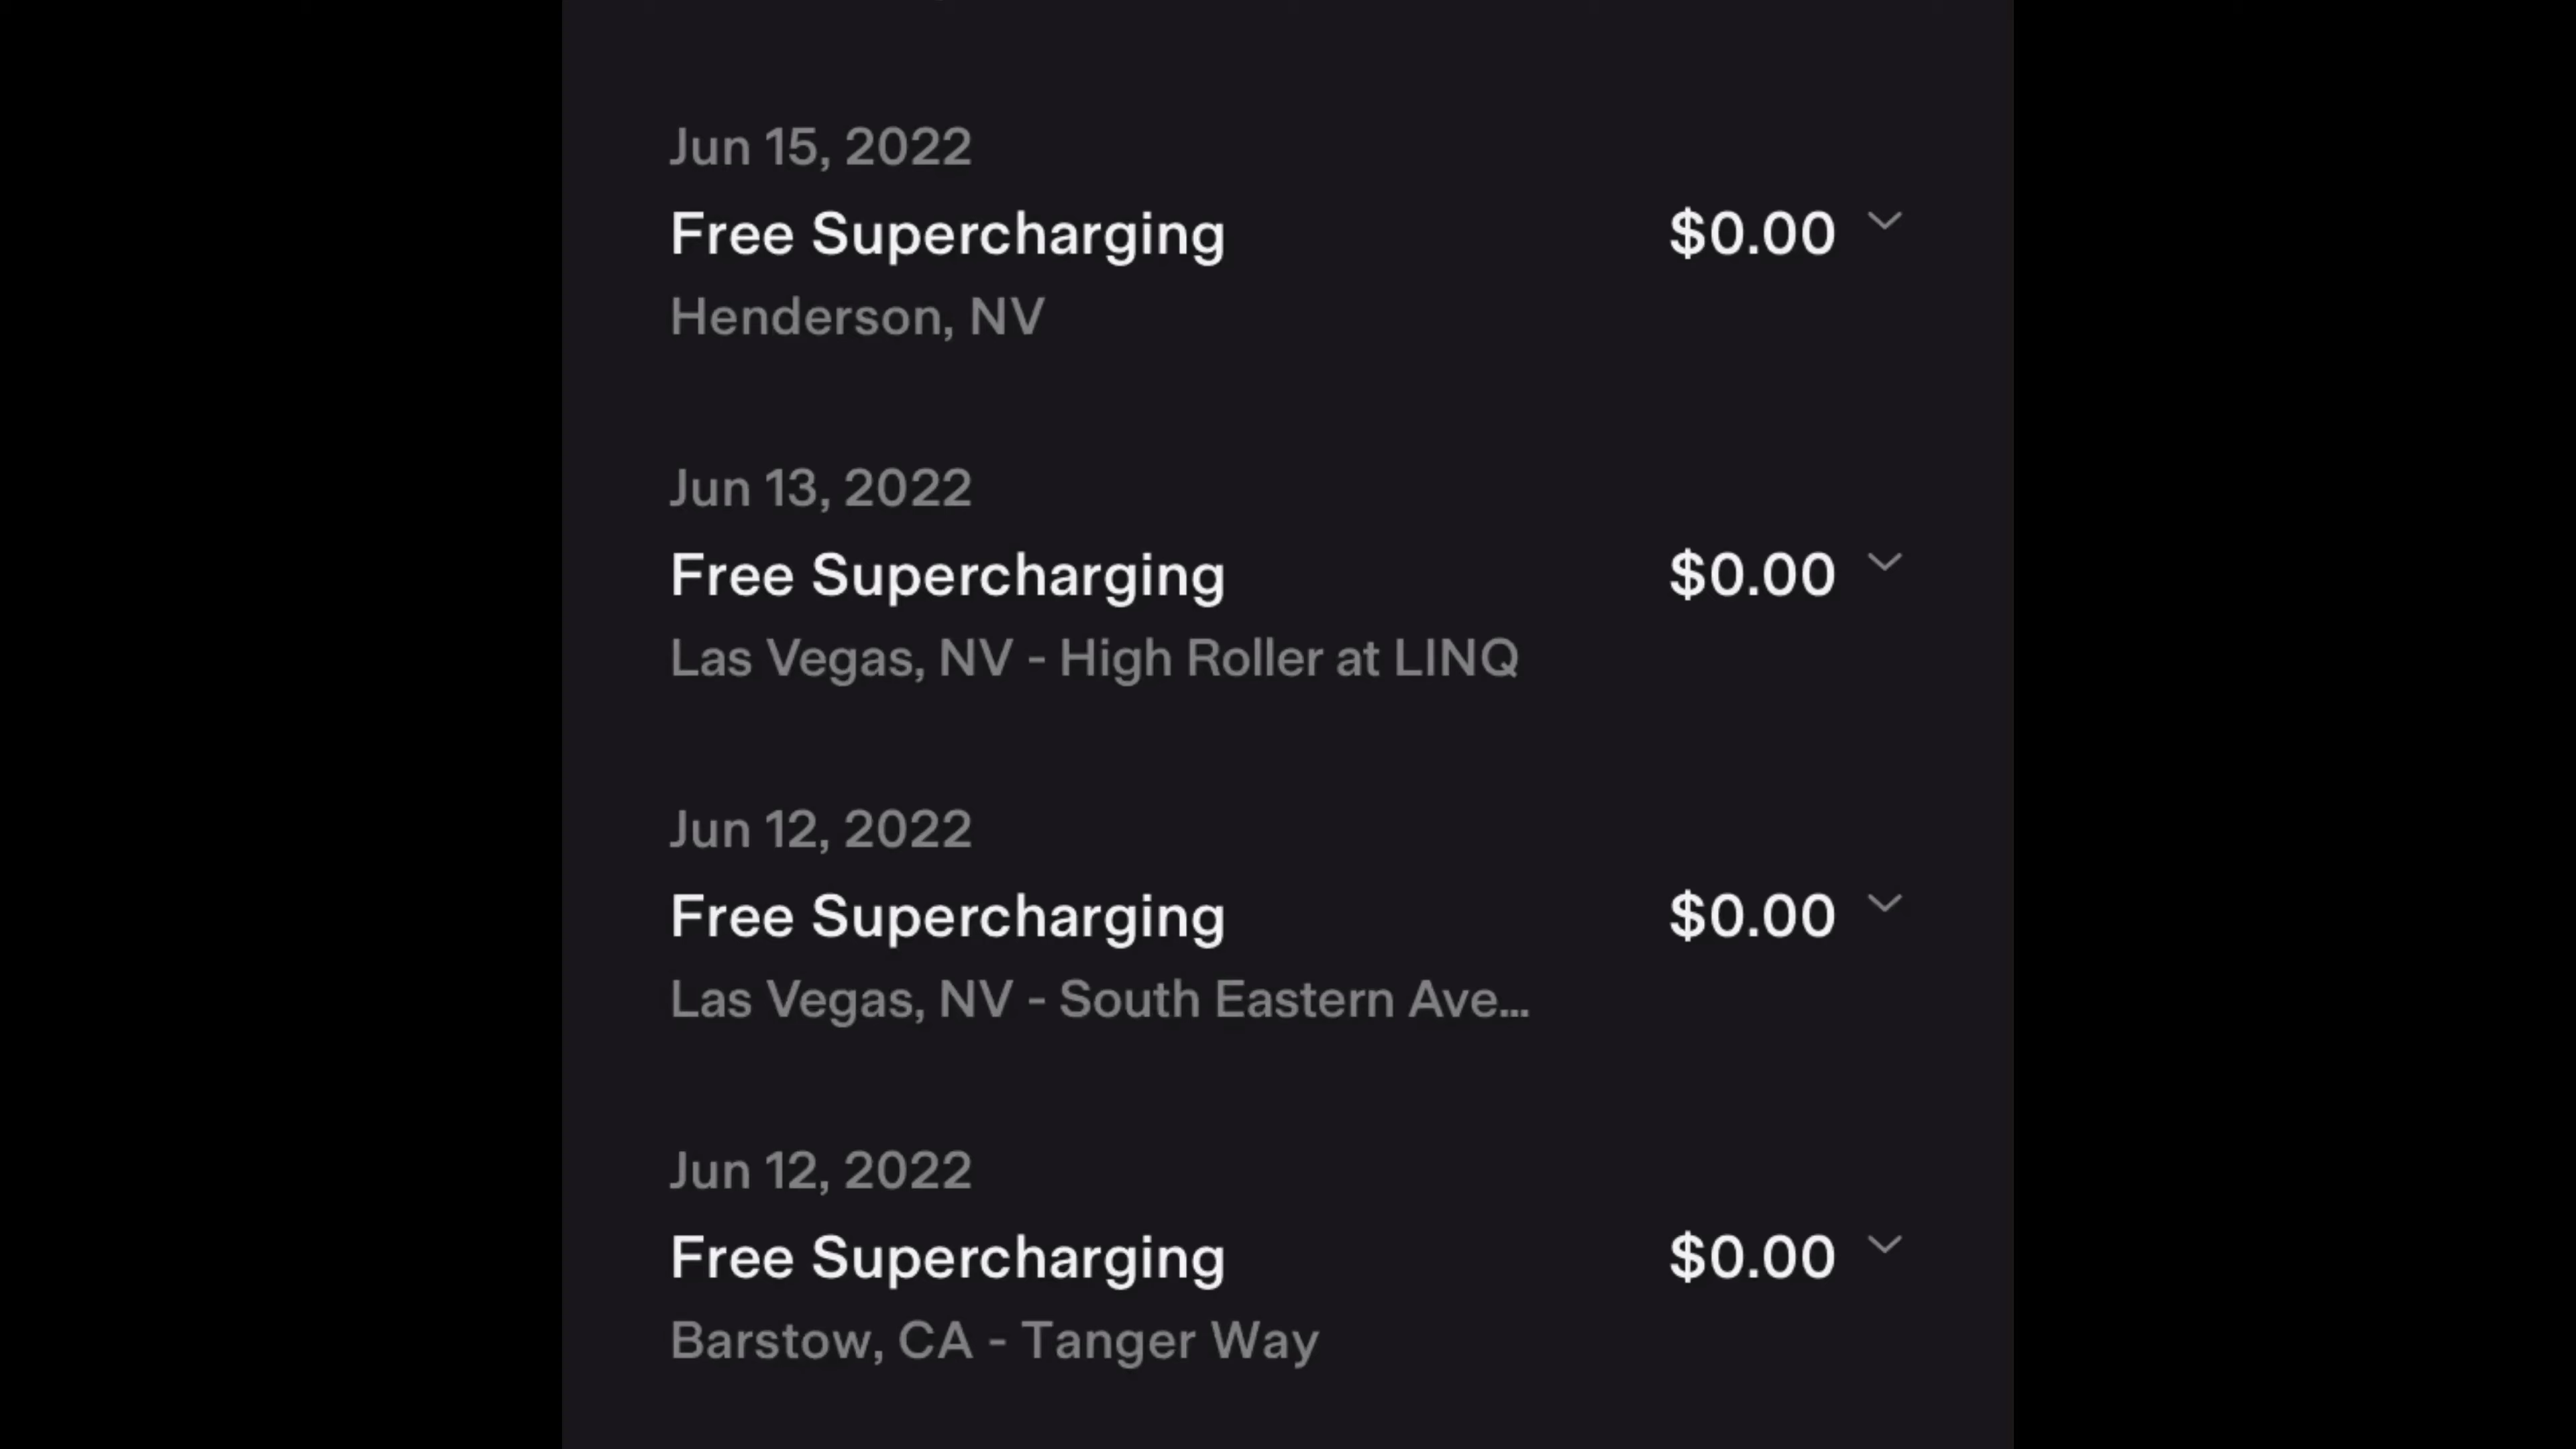 Jun 15, 2022
Free Supercharging $0.00
Henderson, NV
Jun 13, 2022
Free Supercharging $0.00
Las Vegas, NV - High Roller at LINQ
Jun 12, 2022
Free Supercharging $0.00
Las Vegas, NV - South Eastern Ave...
Jun 12, 2022
Free Supercharging $0.00
Barstow, CA - Tanger Way